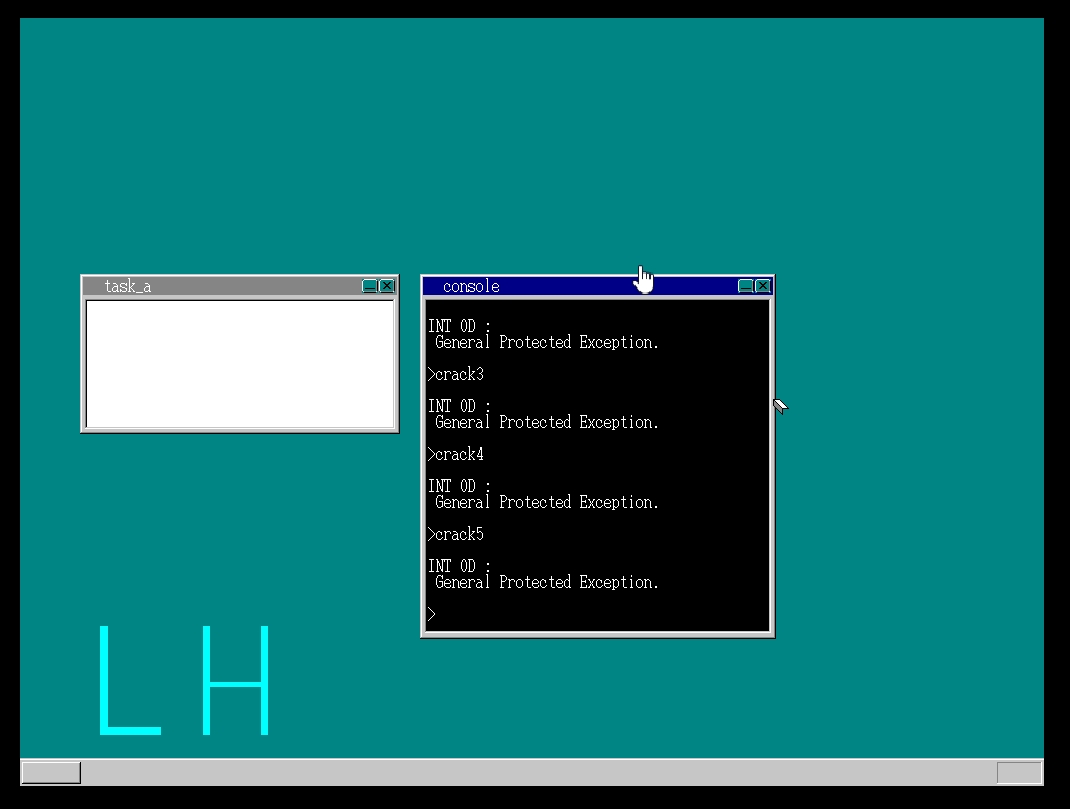 task_a
console
INT 0D :
General Protected Exception.
>crack3
INT 0D :
General Protected Exception.
>crack4
INT 0D :
General Protected Exception.
>crack5
INT 0D :
General Protected Exception.
>
L H